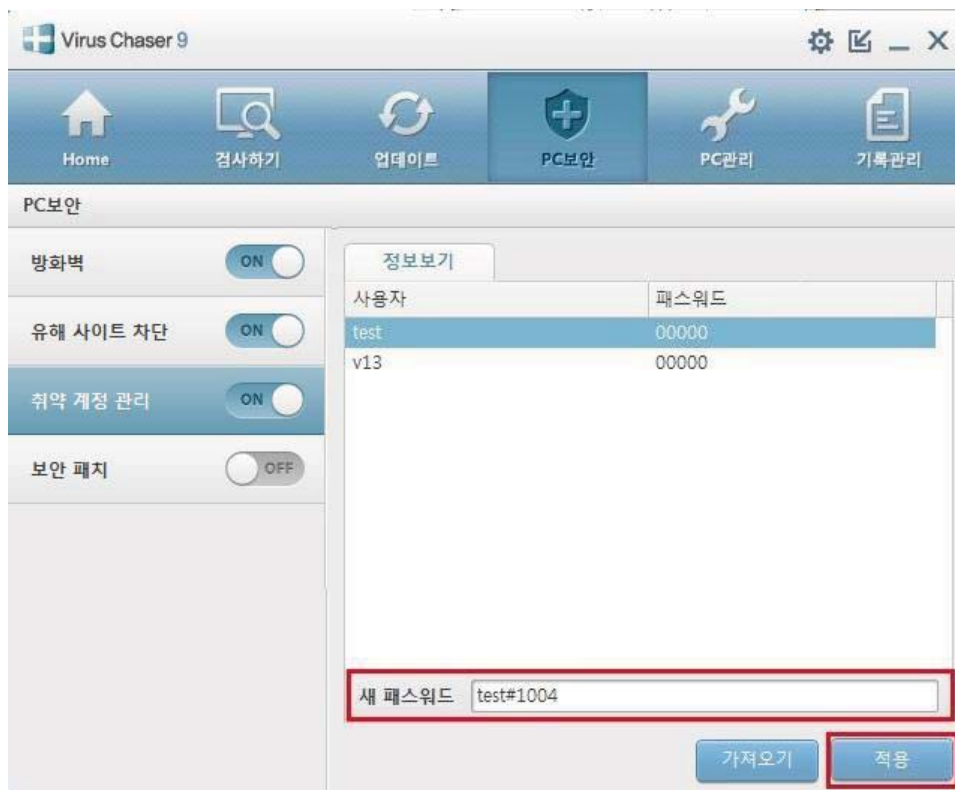 Virus Chaser 9
Home
검사하기
업데이트
PC보안
PC관리
기록관리
PC보안
방화벽 ON
유해 사이트 차단 ON
취약 계정 관리 ON
보안 패치 OFF
정보보기
사용자 패스워드
test 00000
v13 00000
새 패스워드 test#1004
가져오기 적용